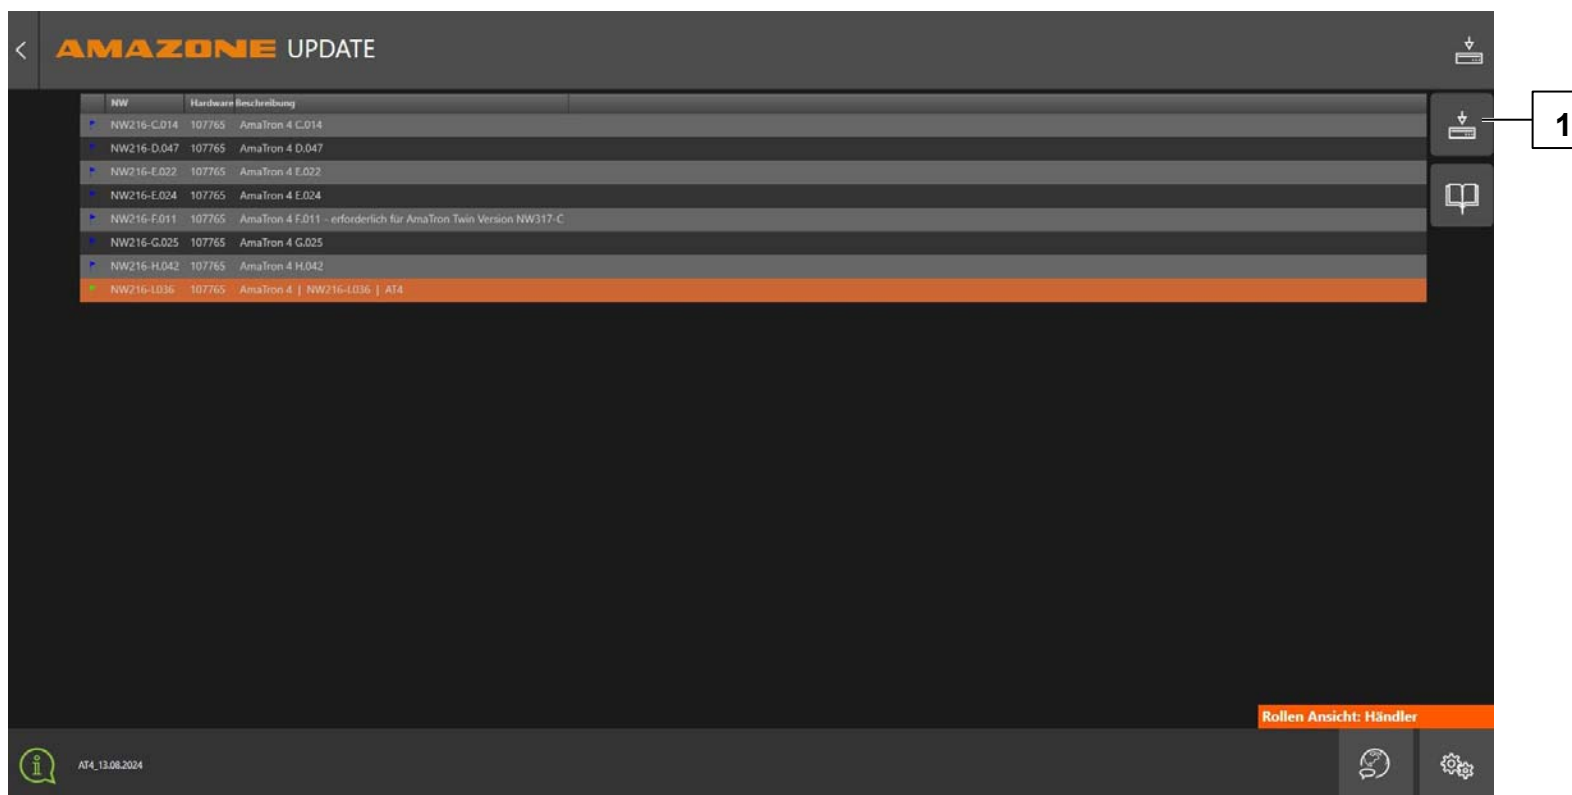 AMAZONE UPDATE
NW Hardware Beschreibung
NW216-C.014 107765 AmaTron 4 C.014
NW216-D.047 107765 AmaTron 4 D.047
NW216-E.022 107765 AmaTron 4 E.022
NW216-E.024 107765 AmaTron 4 E.024
NW216-F.011 107765 AmaTron 4 F.011 - erforderlich für AmaTron Twin Version NW317-C
NW216-G.025 107765 AmaTron 4 G.025
NW216-H.042 107765 AmaTron 4 H.042
NW216-I.036 107765 AmaTron 4 | NW216-I.036 | AT4
1
Rollen Ansicht: Händler
AT4_13.08.2024